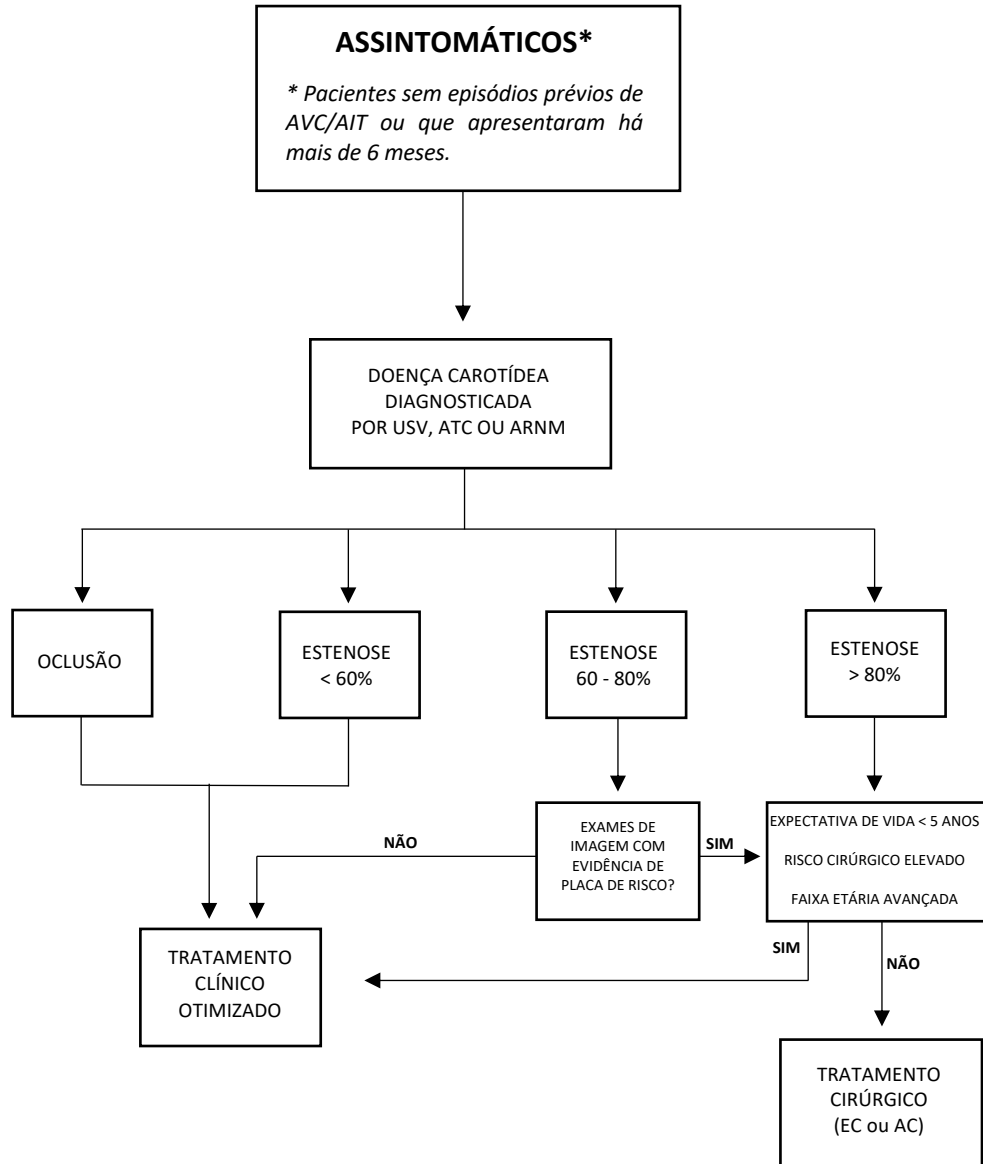 ASSINTOMÁTICOS*
* Pacientes sem episódios prévios de
AVC/AIT ou que apresentaram há
mais de 6 meses.
DOENÇA CAROTÍDEA
DIAGNOSTICADA
POR USV, ATC OU ARNM
OCLUSÃO
ESTENOSE
< 60%
ESTENOSE
60 - 80%
ESTENOSE
> 80%
NÃO
EXAMES DE
IMAGEM COM
EVIDÊNCIA DE
PLACA DE RISCO?
SIM
EXPECTATIVA DE VIDA < 5 ANOS
RISCO CIRÚRGICO ELEVADO
FAIXA ETÁRIA AVANÇADA
SIM
NÃO
TRATAMENTO
CLÍNICO
OTIMIZADO
TRATAMENTO
CIRÚRGICO
(EC ou AC)